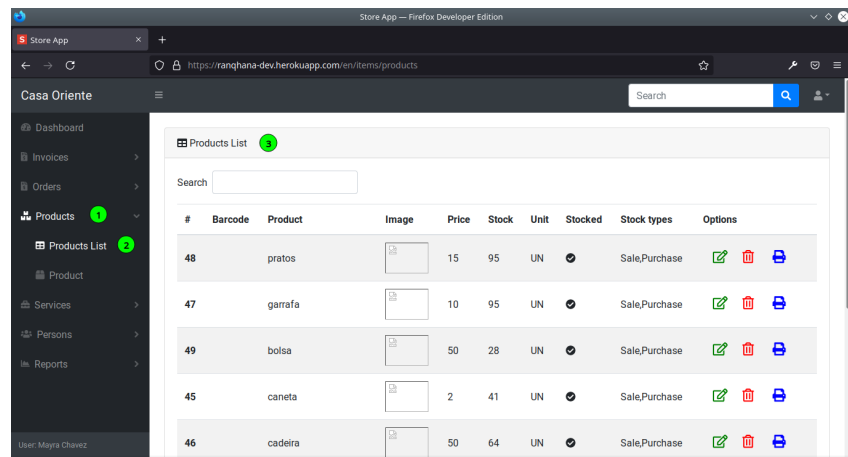 Store App — Firefox Developer Edition
S Store App
https://ranqhana-dev.herokuapp.com/en/items/products
Casa Oriente
Search
Dashboard
Invoices
Orders
Products 1
Products List 2
Product
Services
Persons
Reports
User: Mayra Chavez
Products List 3
Search
# Barcode Product Image Price Stock Unit Stocked Stock types Options
48 pratos 15 95 UN Sale,Purchase
47 garrafa 10 95 UN Sale,Purchase
49 bolsa 50 28 UN Sale,Purchase
45 caneta 2 41 UN Sale,Purchase
46 cadeira 50 64 UN Sale,Purchase